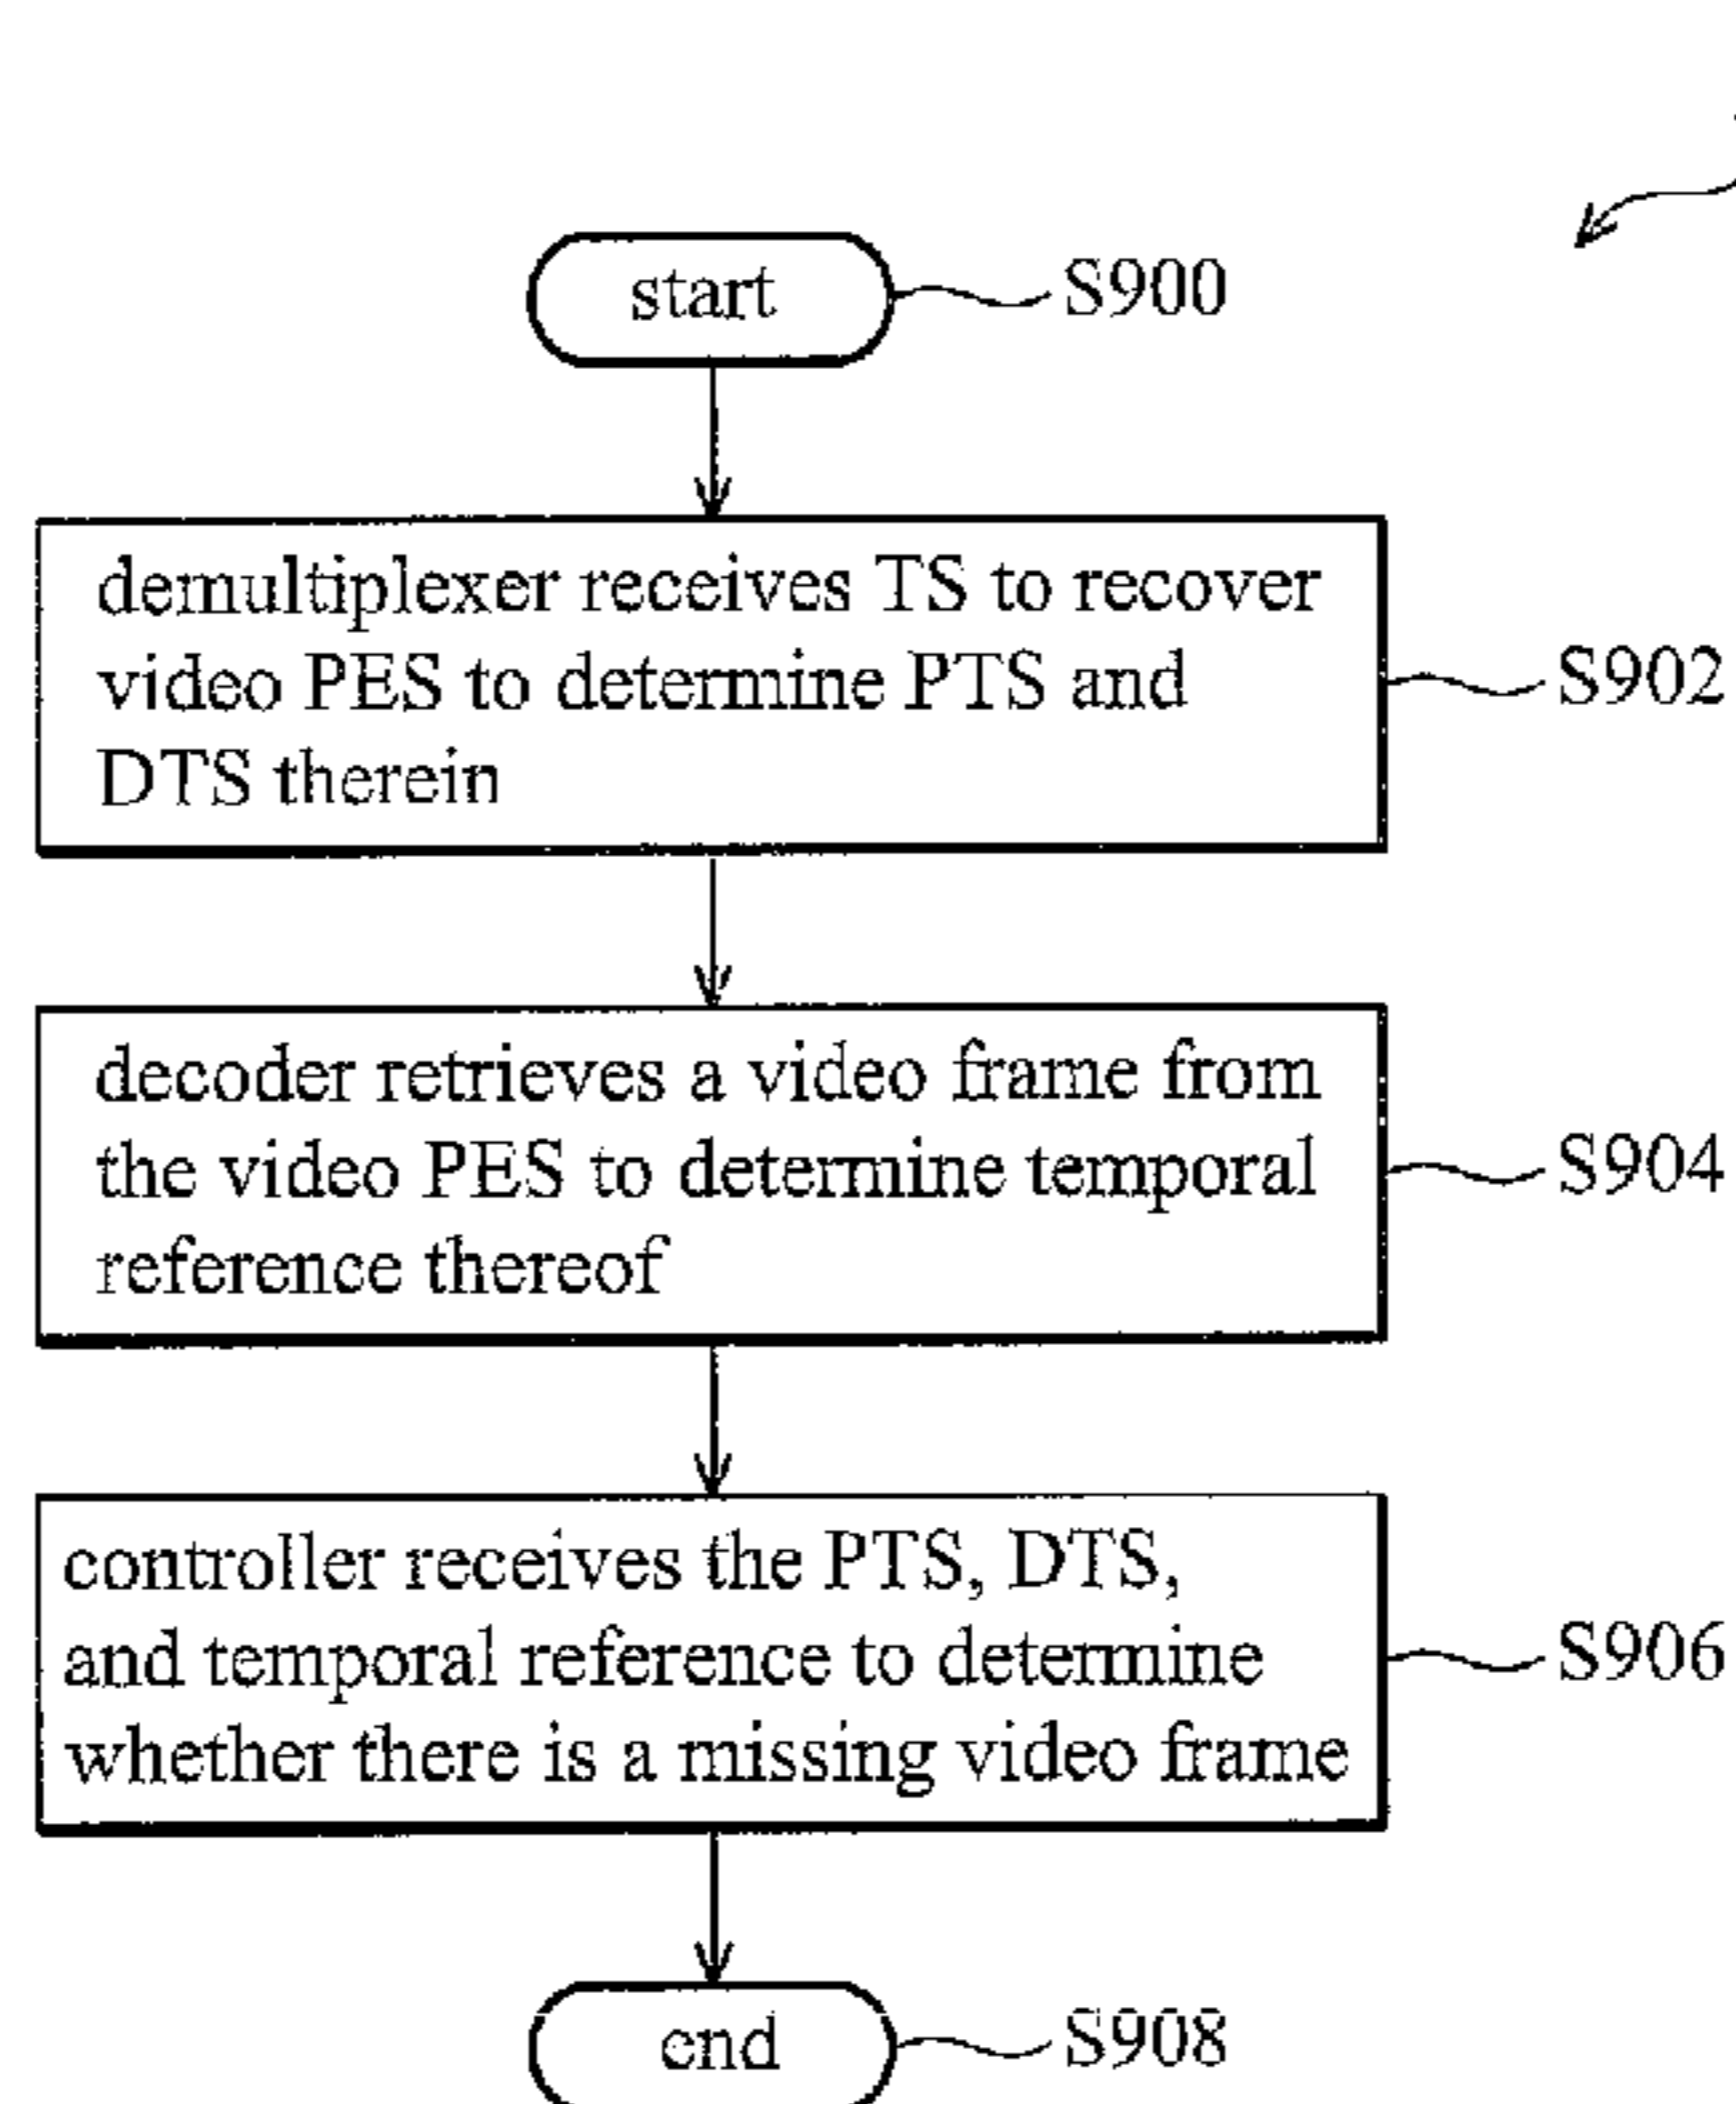 start
S900
demultiplexer receives TS to recover
video PES to determine PTS and
DTS therein
S902
decoder retrieves a video frame from
the video PES to determine temporal
reference thereof
S904
controller receives the PTS, DTS,
and temporal reference to determine
whether there is a missing video frame
S906
end
S908